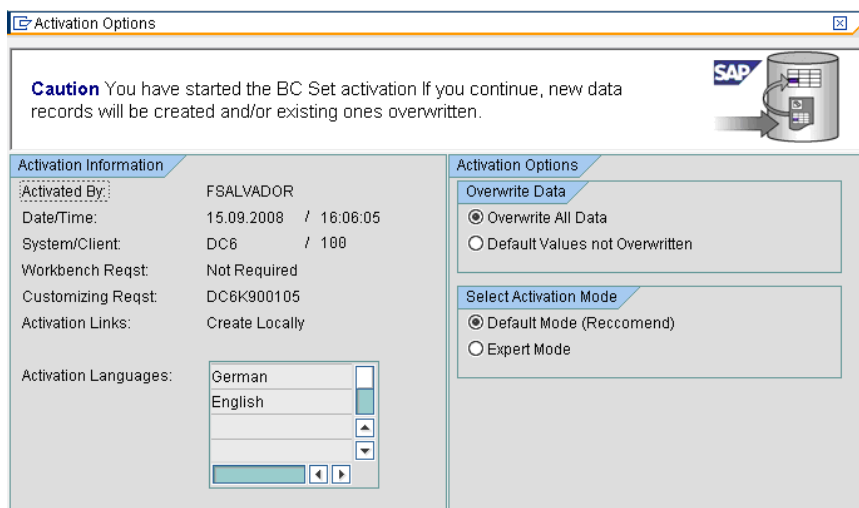 Activation Options
Caution You have started the BC Set activation If you continue, new data
records will be created and/or existing ones overwritten.
SAP
Activation Information
Activated By: FSALVADOR
Date/Time: 15.09.2008 / 16:06:05
System/Client: DC6 / 100
Workbench Reqst: Not Required
Customizing Reqst: DC6K900105
Activation Links: Create Locally
Activation Languages: German
English
Activation Options
Overwrite Data
Overwrite All Data
Default Values not Overwritten
Select Activation Mode
Default Mode (Reccomend)
Expert Mode